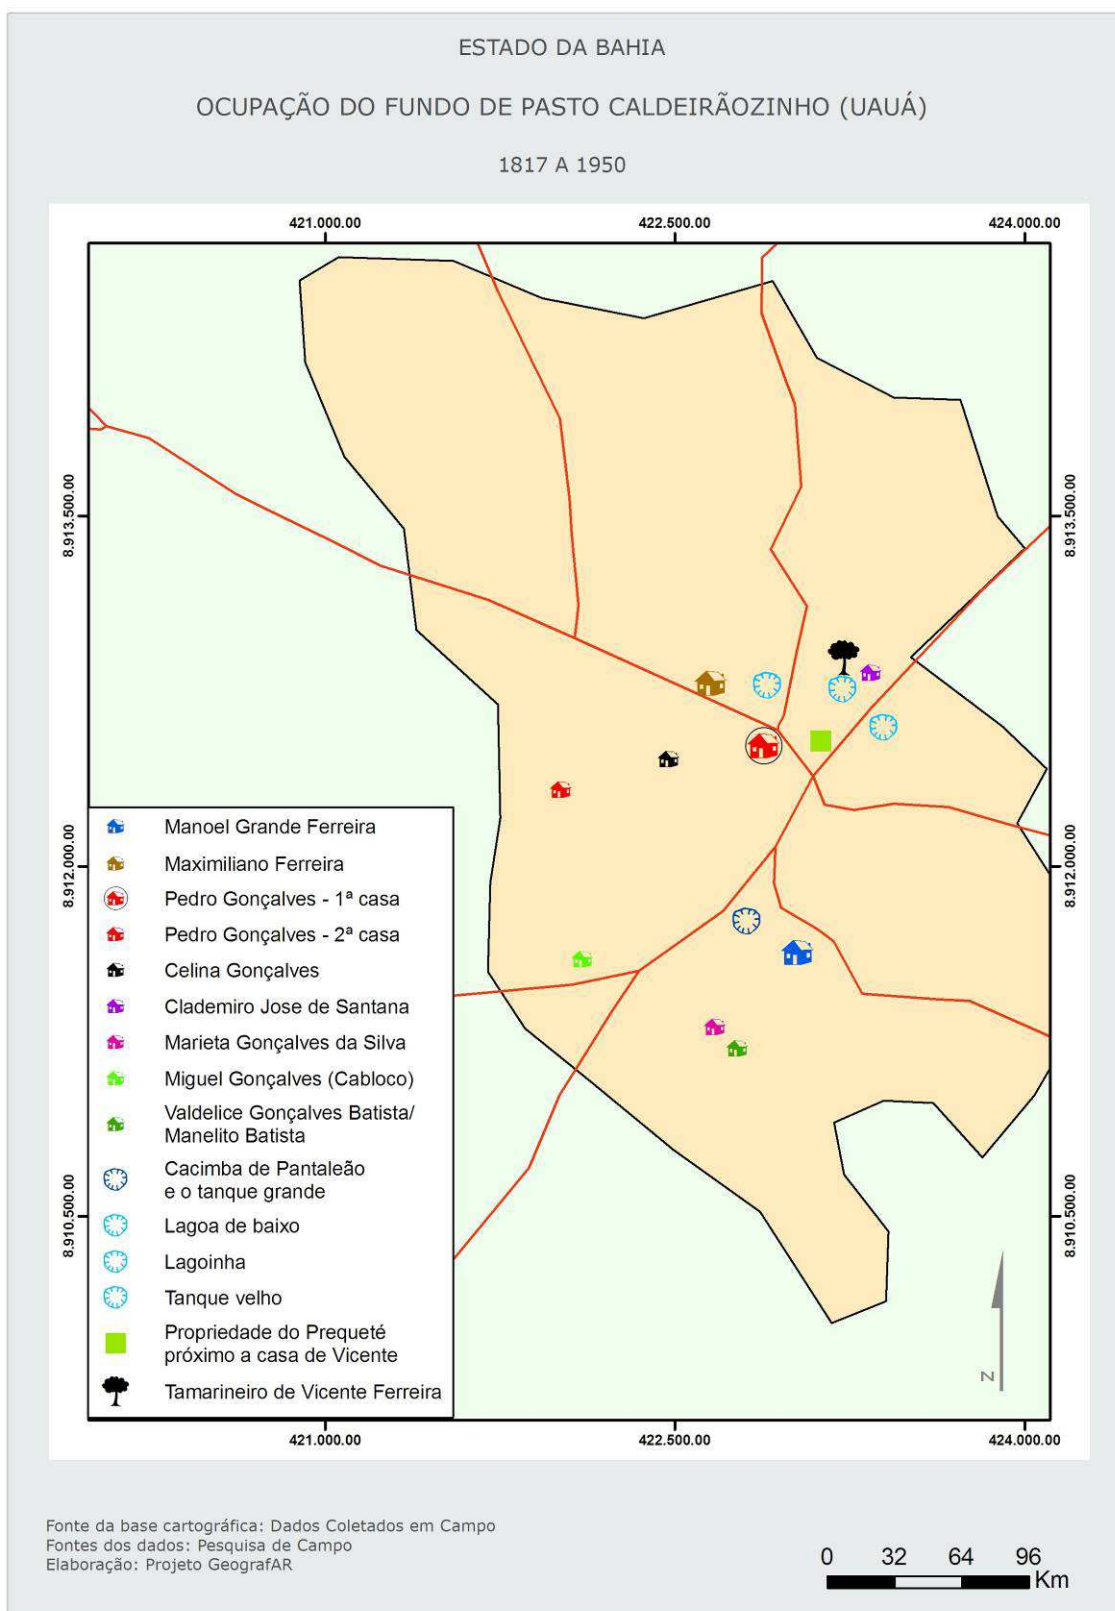 ESTADO DA BAHIA
OCUPAÇÃO DO FUNDO DE PASTO CALDEIRÃOZINHO (UAUÁ)
1817 A 1950
421.000.00
422.500.00
424.000.00
8.913.500.00
8.913.500.00
8.912.000.00
8.912.000.00
8.910.500.00
8.910.500.00
Manoel Grande Ferreira
Maximiliano Ferreira
Pedro Gonçalves - 1ª casa
Pedro Gonçalves - 2ª casa
Celina Gonçalves
Clademiro Jose de Santana
Marieta Gonçalves da Silva
Miguel Gonçalves (Cabloco)
Valdelice Gonçalves Batista/
Manelito Batista
Cacimba de Pantaleão
e o tanque grande
Lagoa de baixo
Lagoinha
Tanque velho
Propriedade do Prequeté
próximo a casa de Vicente
Tamarineiro de Vicente Ferreira
N
421.000.00
422.500.00
424.000.00
Fonte da base cartográfica: Dados Coletados em Campo
Fontes dos dados: Pesquisa de Campo
Elaboração: Projeto GeografAR
0 32 64 96
Km